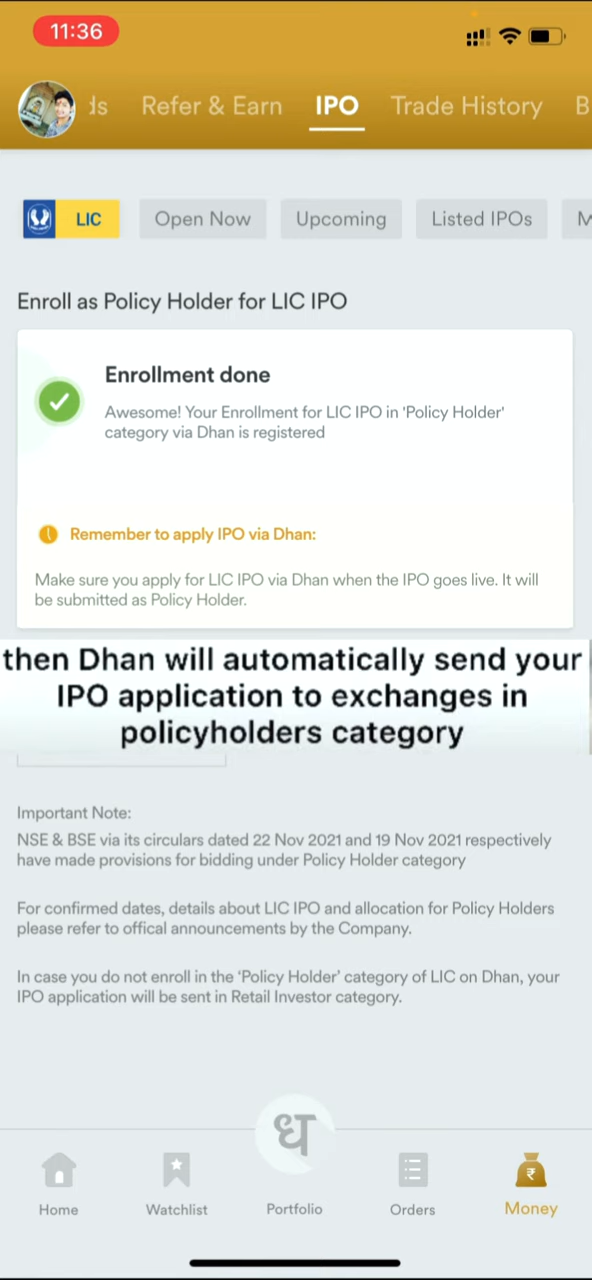 11:36
ds Refer & Earn IPO Trade History B
LIC Open Now Upcoming Listed IPOs M
Enroll as Policy Holder for LIC IPO
Enrollment done
Awesome! Your Enrollment for LIC IPO in 'Policy Holder'
category via Dhan is registered
Remember to apply IPO via Dhan:
Make sure you apply for LIC IPO via Dhan when the IPO goes live. It will
be submitted as Policy Holder.
then Dhan will automatically send your
IPO application to exchanges in
policyholders category
Important Note:
NSE & BSE via its circulars dated 22 Nov 2021 and 19 Nov 2021 respectively
have made provisions for bidding under Policy Holder category
For confirmed dates, details about LIC IPO and allocation for Policy Holders
please refer to offical announcements by the Company.
In case you do not enroll in the 'Policy Holder' category of LIC on Dhan, your
IPO application will be sent in Retail Investor category.
ध
₹
Home Watchlist Portfolio Orders Money